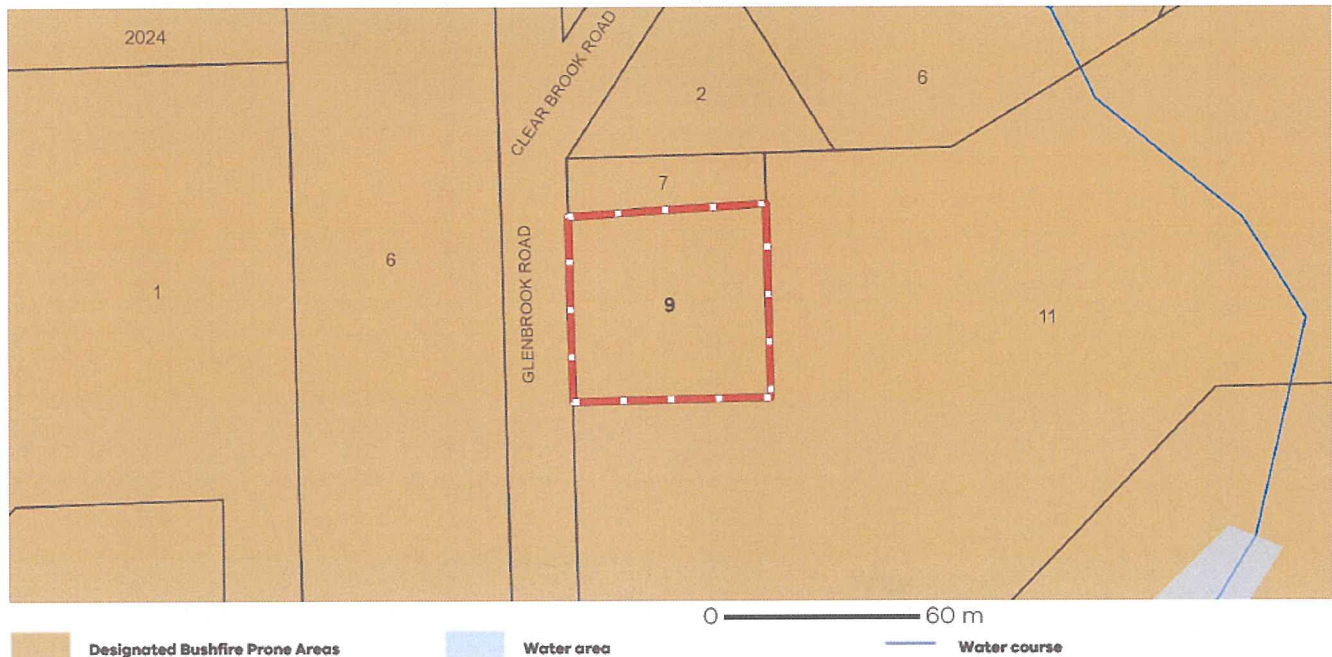 2024
CLEAR BROOK ROAD
2
6
7
6
1
GLENBROOK ROAD
9
11
0 60 m
Designated Bushfire Prone Areas
Water area
Water course